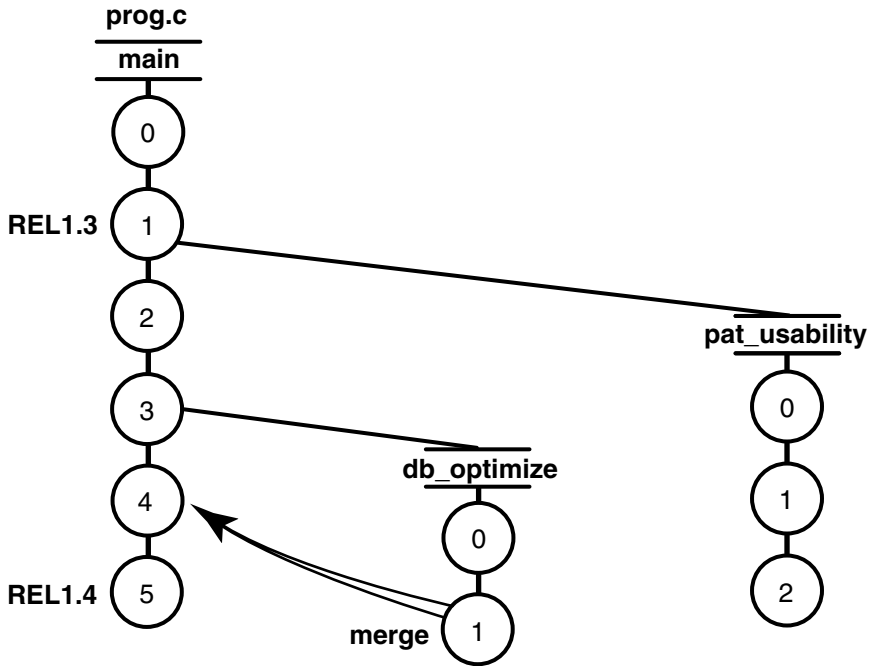 prog.c
main
0
REL1.3
1
2
pat_usability
3
0
db_optimize
4
1
0
REL1.4
5
2
merge
1